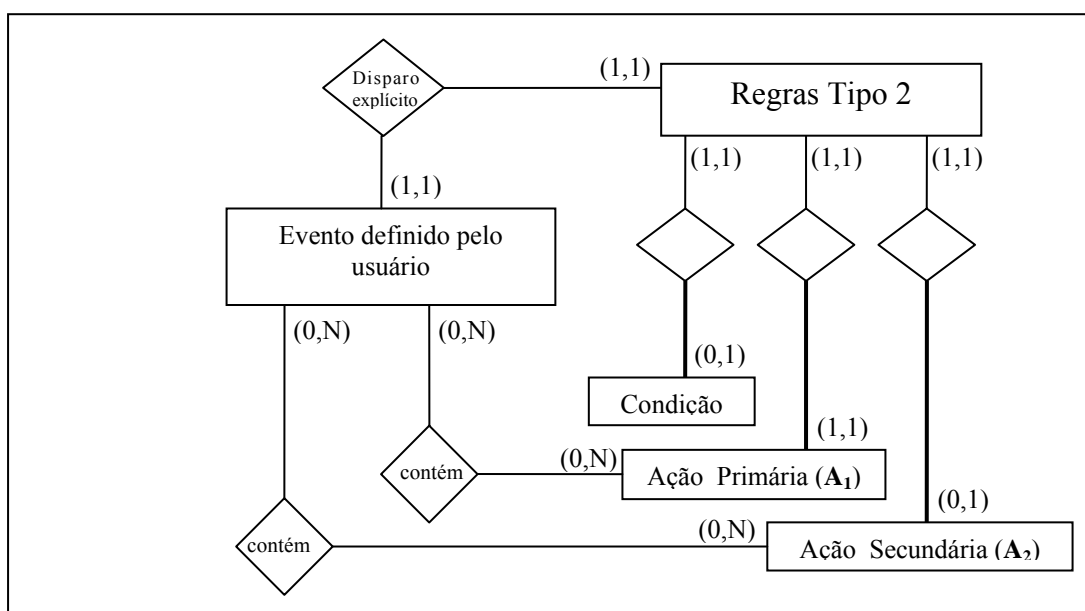 Disparo
explícito
(1,1)
Regras Tipo 2
(1,1)
(1,1)
(1,1)
(1,1)
Evento definido pelo
usuário
(0,N)
(0,N)
(0,1)
Condição
(1,1)
contém
(0,N)
Ação Primária (A₁)
(0,1)
contém
(0,N)
Ação Secundária (A₂)